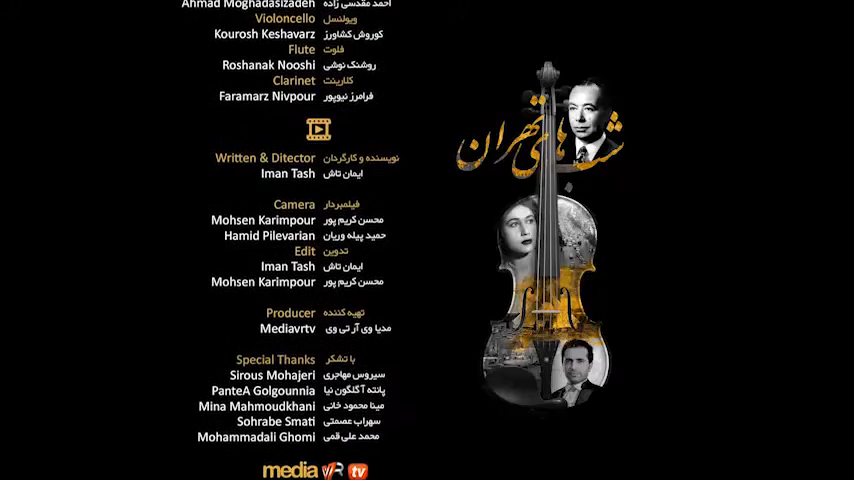 Ahmad Moghadasizadeh احمد مقدسی زاده
Violoncello ویولنسل
Kourosh Keshavarz کوروش کشاورز
Flute فلوت
Roshanak Nooshi روشنک نوشی
Clarinet کلارینت
Faramarz Nivpour فرامرز نیوپور
Written & Ditector نویسنده و کارگردان
Iman Tash ایمان تاش
Camera فیلمبردار
Mohsen Karimpour محسن کریم پور
Hamid Pilevarian حمید پیله وریان
Edit تدوین
Iman Tash ایمان تاش
Mohsen Karimpour محسن کریم پور
Producer تهیه کننده
Mediavrtv مدیا وی آر تی وی
Special Thanks با تشکر
Sirous Mohajeri سیروس مهاجری
PanteA Golgounnia پانته آ گلگون نیا
Mina Mahmoudkhani مینا محمود خانی
Sohrabe Smati سهراب عصمتی
Mohammadali Ghomi محمد علی قمی
media VR tv
شب های تهران